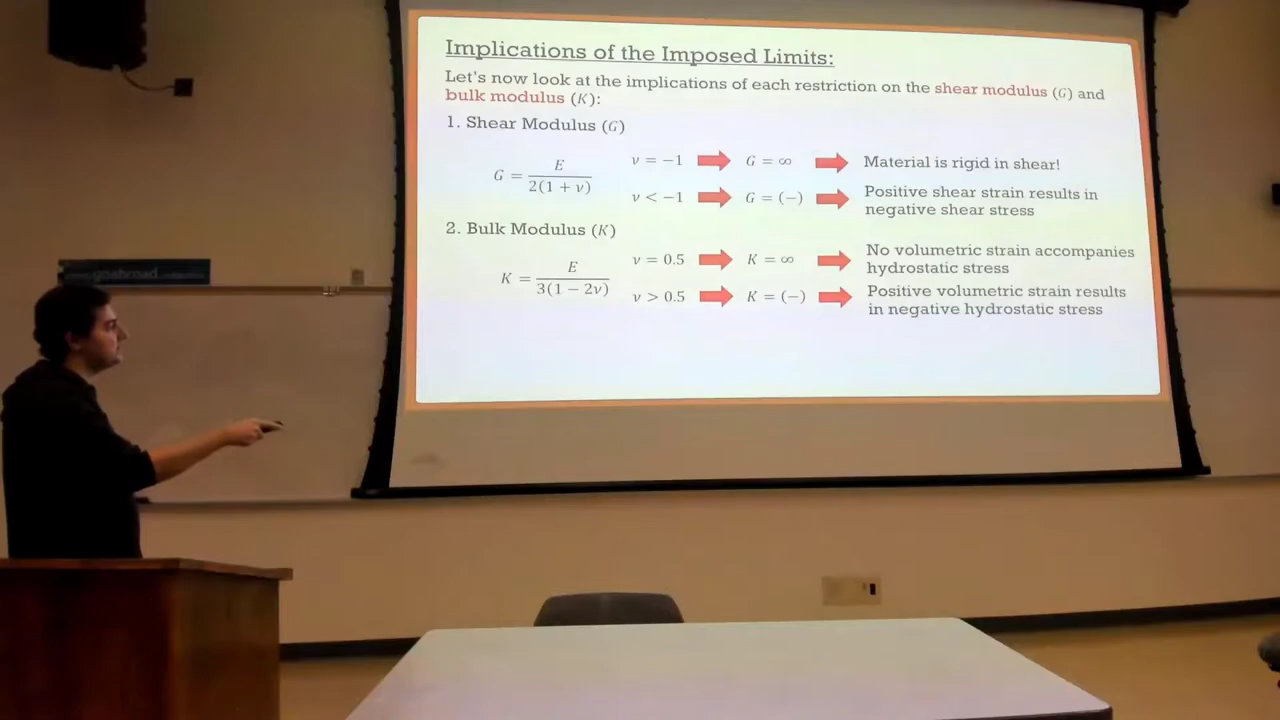 Implications of the Imposed Limits:
Let's now look at the implications of each restriction on the shear modulus (G) and
bulk modulus (K):
1. Shear Modulus (G)
G = E / 2(1 + ν)
ν = −1 G = ∞ Material is rigid in shear!
ν < −1 G = (−) Positive shear strain results in
negative shear stress
2. Bulk Modulus (K)
K = E / 3(1 − 2ν)
ν = 0.5 K = ∞ No volumetric strain accompanies
hydrostatic stress
ν > 0.5 K = (−) Positive volumetric strain results
in negative hydrostatic stress
goabroad